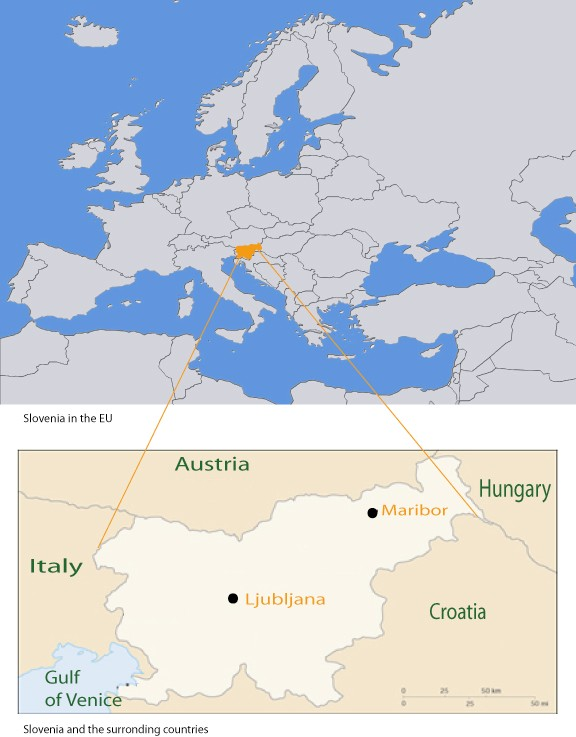 Slovenia in the EU
Austria
Hungary
Maribor
Italy
Ljubljana
Croatia
Gulf
of Venice
0 25 50 km
0 25 50 mi
Slovenia and the surronding countries